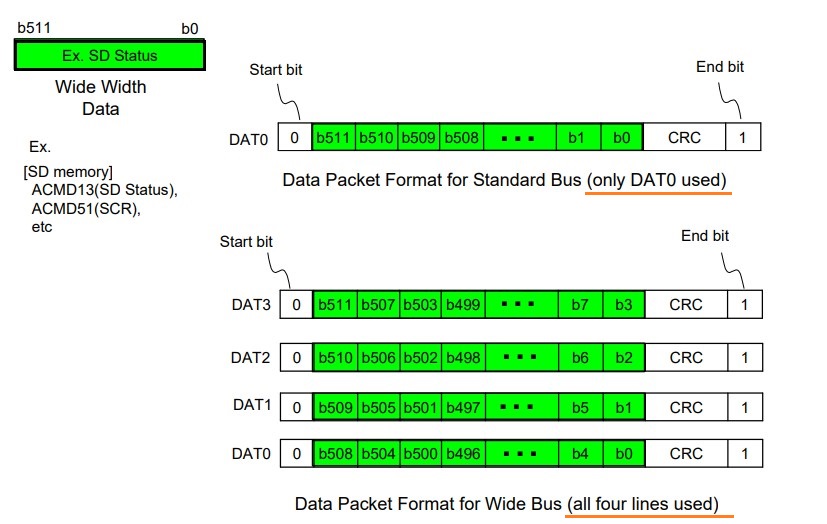 b511 b0
Ex. SD Status
Wide Width
Data
Ex.
[SD memory]
ACMD13(SD Status),
ACMD51(SCR),
etc
Start bit End bit
DAT0 0 b511 b510 b509 b508 ▪ ▪ ▪ b1 b0 CRC 1
Data Packet Format for Standard Bus (only DAT0 used)
Start bit End bit
DAT3 0 b511 b507 b503 b499 ▪ ▪ ▪ b7 b3 CRC 1
DAT2 0 b510 b506 b502 b498 ▪ ▪ ▪ b6 b2 CRC 1
DAT1 0 b509 b505 b501 b497 ▪ ▪ ▪ b5 b1 CRC 1
DAT0 0 b508 b504 b500 b496 ▪ ▪ ▪ b4 b0 CRC 1
Data Packet Format for Wide Bus (all four lines used)